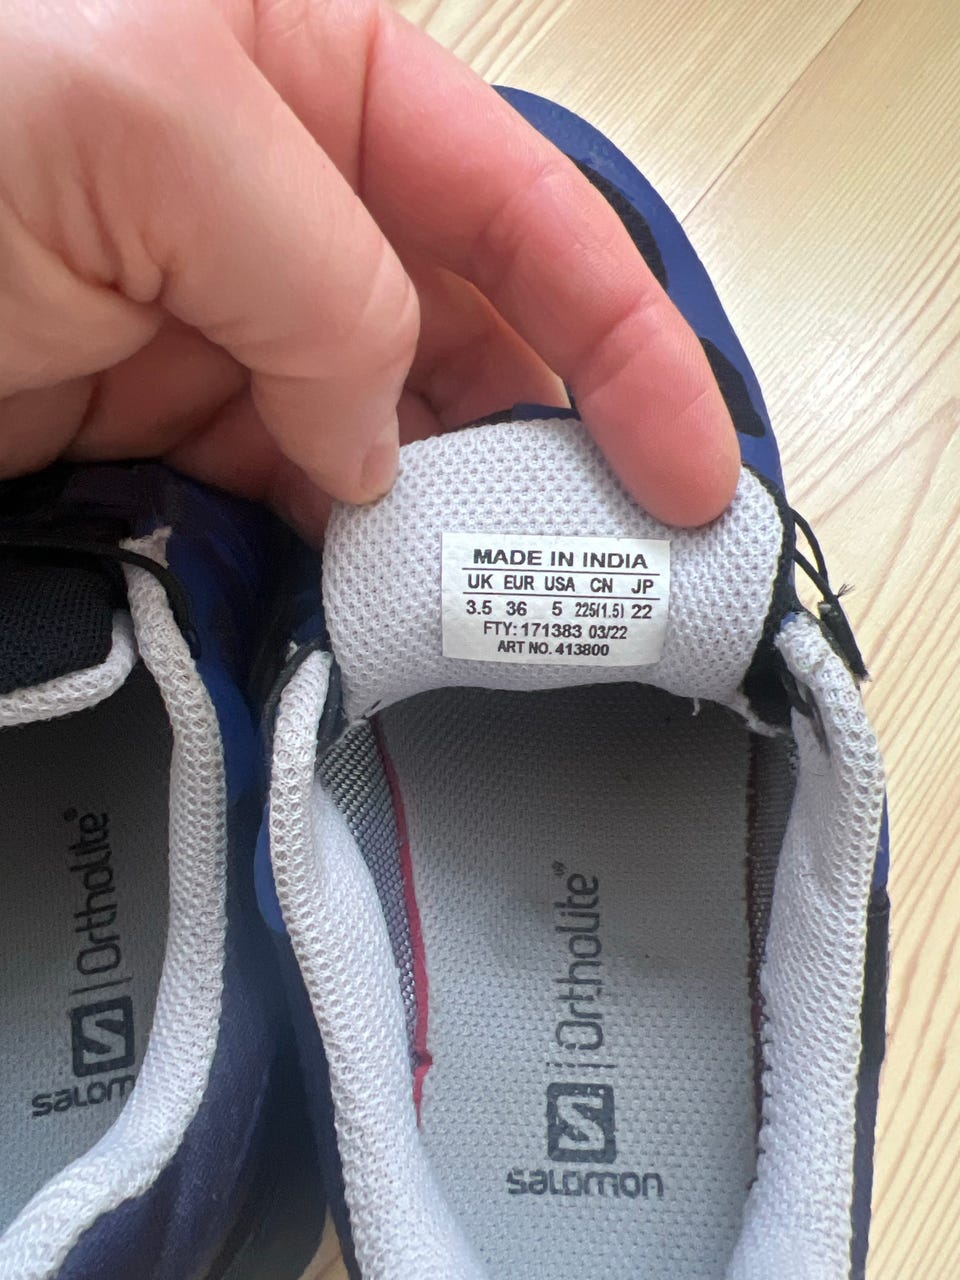 MADE IN INDIA
UK EUR USA CN JP
3.5 36 5 225(1.5) 22
FTY: 171383 03/22
ART NO. 413800
salomon | Ortholite®
salomon | Ortholite®